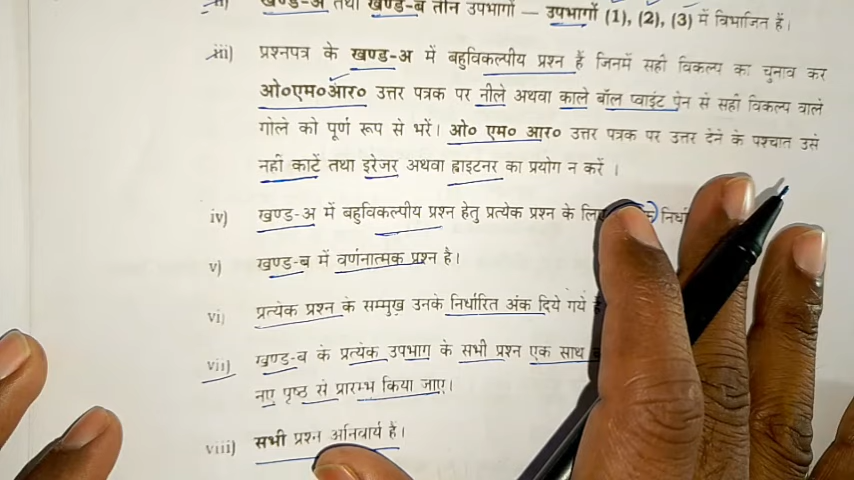 ii) खण्ड-अ तथा खण्ड-ब तीन उपभागों — उपभागों (1), (2), (3) में विभाजित हैं।
iii) प्रश्नपत्र के खण्ड-अ में बहुविकल्पीय प्रश्न हैं जिनमें सही विकल्प का चुनाव कर
ओ०एम०आर० उत्तर पत्रक पर नीले अथवा काले बॉल प्वाइंट पेन से सही विकल्प वाले
गोले को पूर्ण रूप से भरें। ओ० एम० आर० उत्तर पत्रक पर उत्तर देने के पश्चात उसे
नहीं काटें तथा इरेजर अथवा ह्वाइटनर का प्रयोग न करें ।
iv) खण्ड-अ में बहुविकल्पीय प्रश्न हेतु प्रत्येक प्रश्न के
v) खण्ड-ब में वर्णनात्मक प्रश्न है।
vi) प्रत्येक प्रश्न के सम्मुख उनके निर्धारित अंक दिये गये
vii) खण्ड-ब के प्रत्येक उपभाग के सभी प्रश्न एक साथ
नए पृष्ठ से प्रारम्भ किया जाए।
viii) सभी प्रश्न अनिवार्य हैं।